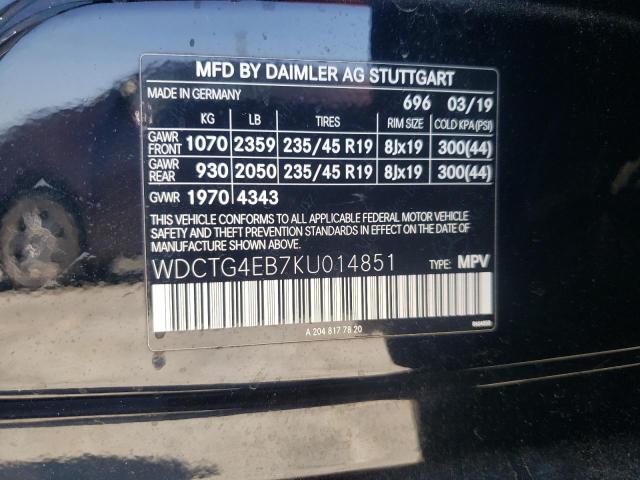 MFD BY DAIMLER AG STUTTGART
MADE IN GERMANY 696 03/19
KG LB TIRES RIM SIZE COLD KPA (PSI)
GAWR FRONT 1070 2359 235/45 R19 8Jx19 300(44)
GAWR REAR 930 2050 235/45 R19 8Jx19 300(44)
GVWR 1970 4343
THIS VEHICLE CONFORMS TO ALL APPLICABLE FEDERAL MOTOR VEHICLE
SAFETY AND THEFT PREVENTION STANDARDS IN EFFECT
ON THE DATE OF MANUFACTURE SHOWN ABOVE.
WDCTG4EB7KU014851 TYPE: MPV
A 204 817 78 20